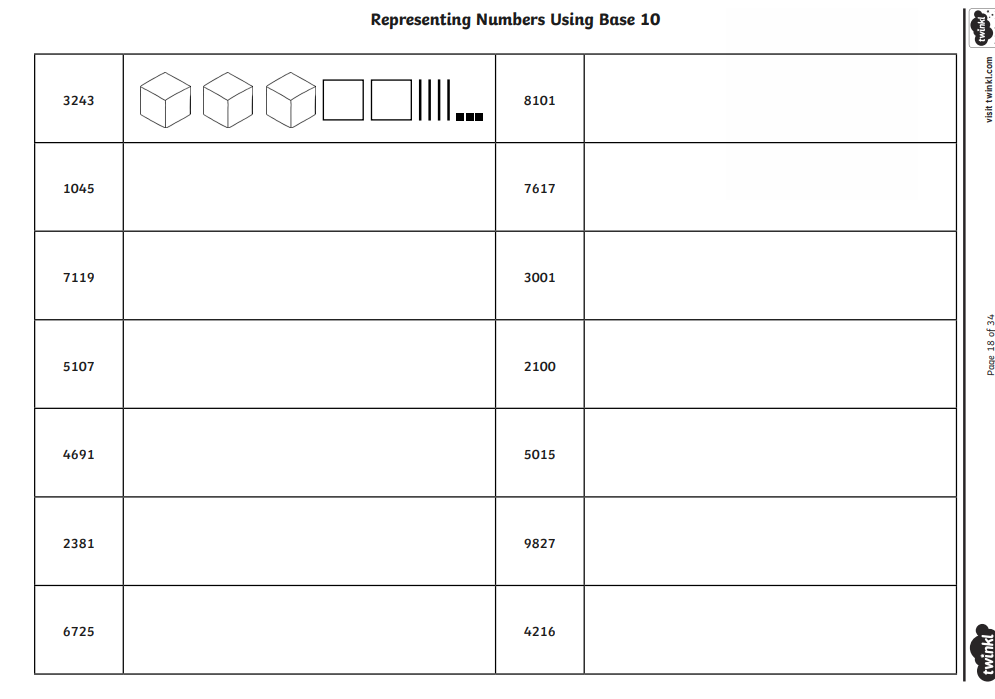 Representing Numbers Using Base 10
3243
8101
1045
7617
7119
3001
5107
2100
4691
5015
2381
9827
6725
4216
twinkl
visit twinkl.com
Page 18 of 34
twinkl